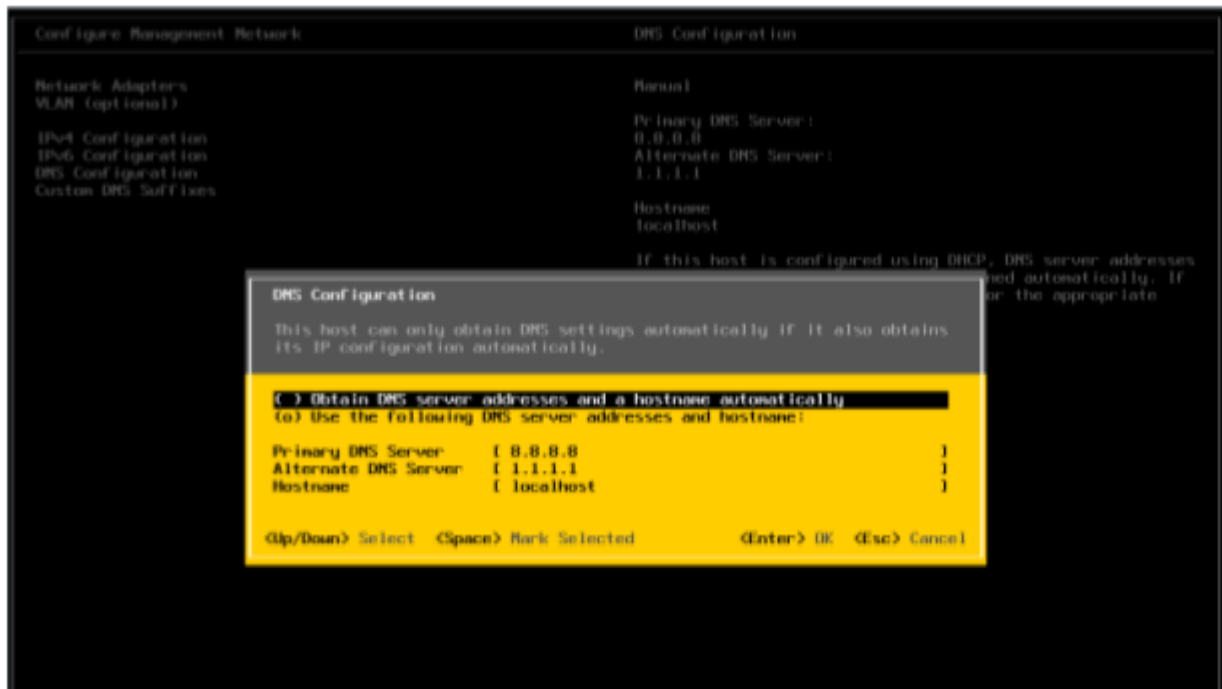 Configure Management Network
DNS Configuration
Network Adapters
VLAN (optional)
IPv4 Configuration
IPv6 Configuration
DNS Configuration
Custom DNS Suffixes
Manual
Primary DNS Server:
8.8.8.8
Alternate DNS Server:
1.1.1.1
Hostname
localhost
If this host is configured using DHCP, DNS server addresses
ned automatically. If
or the appropriate
DNS Configuration
This host can only obtain DNS settings automatically if it also obtains
its IP configuration automatically.
( ) Obtain DNS server addresses and a hostname automatically
(o) Use the following DNS server addresses and hostname:
Primary DNS Server [ 8.8.8.8 ]
Alternate DNS Server [ 1.1.1.1 ]
Hostname [ localhost ]
<Up/Down> Select <Space> Mark Selected <Enter> OK <Esc> Cancel